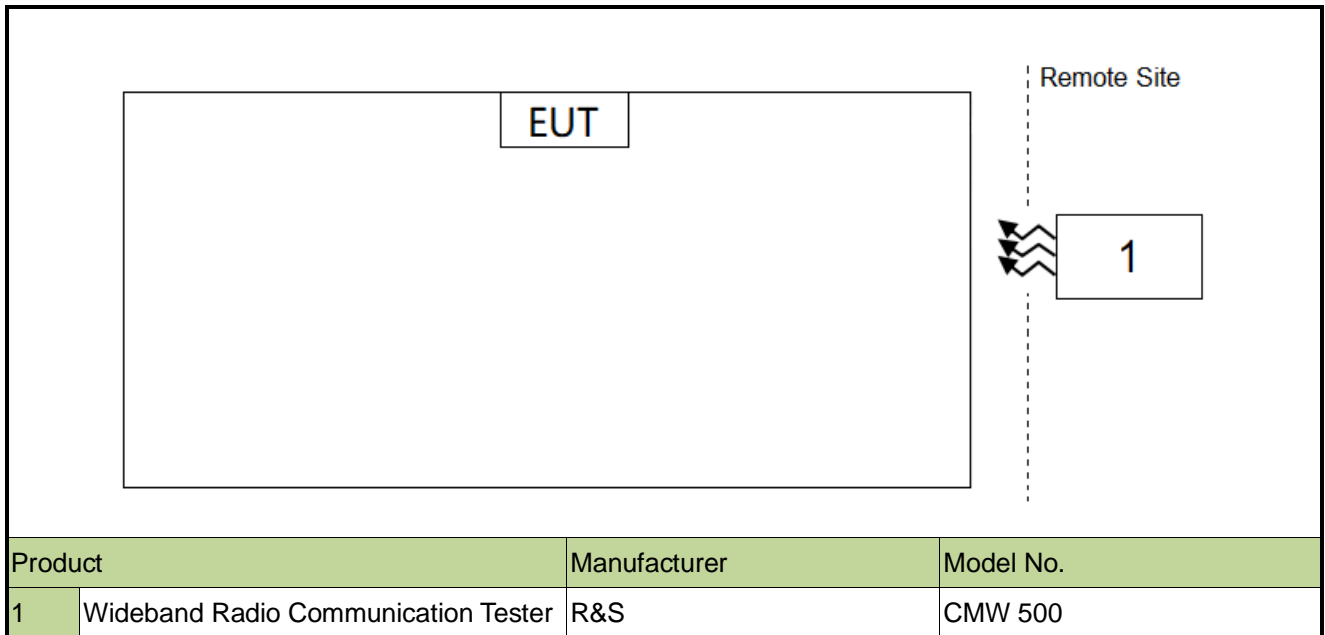 Remote Site
EUT
1
Product Manufacturer Model No.
1 Wideband Radio Communication Tester R&S CMW 500